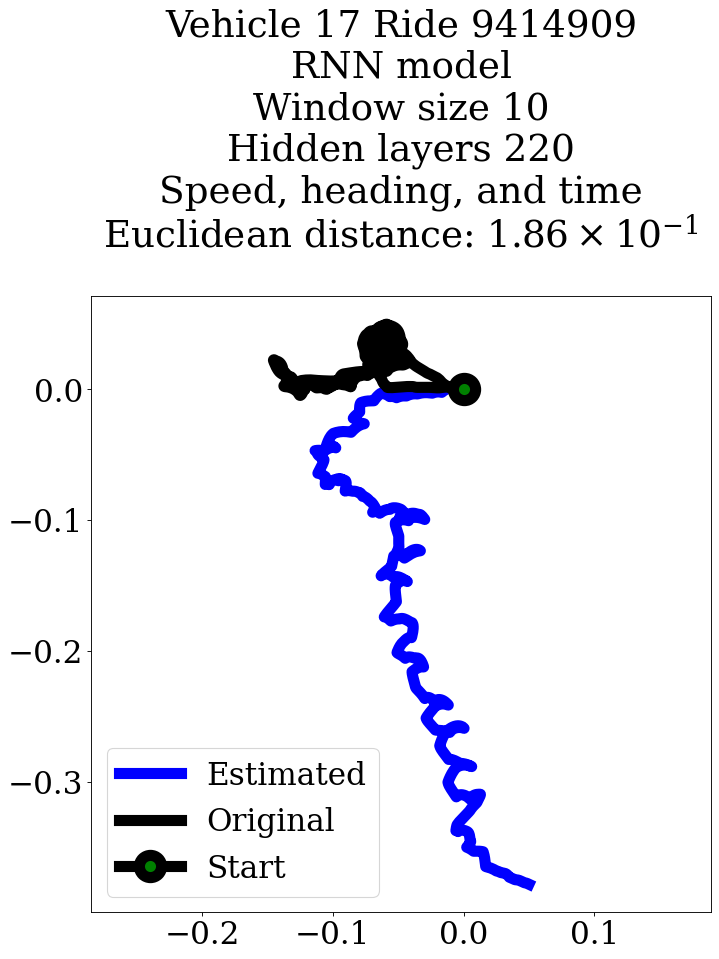 Vehicle 17 Ride 9414909
RNN model
Window size 10
Hidden layers 220
Speed, heading, and time
Euclidean distance: 1.86 × 10⁻¹
0.0
−0.1
−0.2
−0.3
Estimated
Original
Start
−0.2 −0.1 0.0 0.1